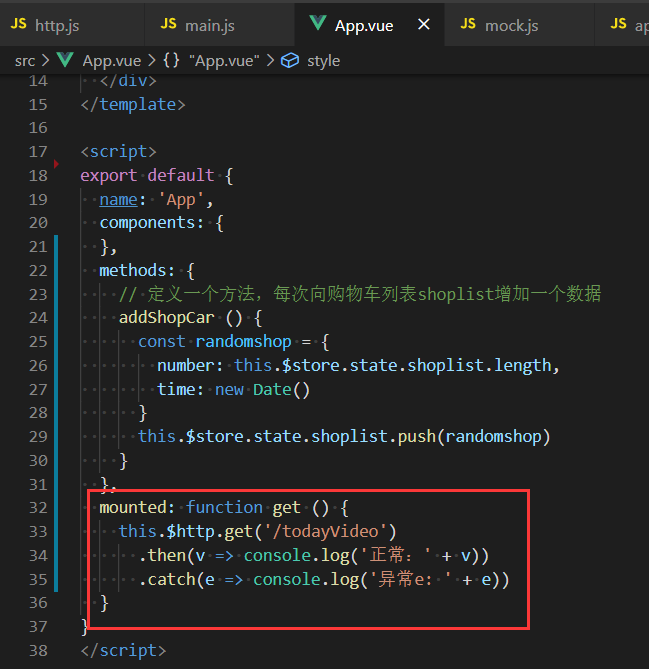 JS http.js JS main.js App.vue × JS mock.js JS ap
src > App.vue > {} "App.vue" > style
14 </div>
15 </template>
16
17 <script>
18 export default {
19 name: 'App',
20 components: {
21 },
22 methods: {
23 // 定义一个方法，每次向购物车列表shoplist增加一个数据
24 addShopCar () {
25 const randomshop = {
26 number: this.$store.state.shoplist.length,
27 time: new Date()
28 }
29 this.$store.state.shoplist.push(randomshop)
30 }
31 },
32 mounted: function get () {
33 this.$http.get('/todayVideo')
34 .then(v => console.log('正常：' + v))
35 .catch(e => console.log('异常e: ' + e))
36 }
37 }
38 </script>